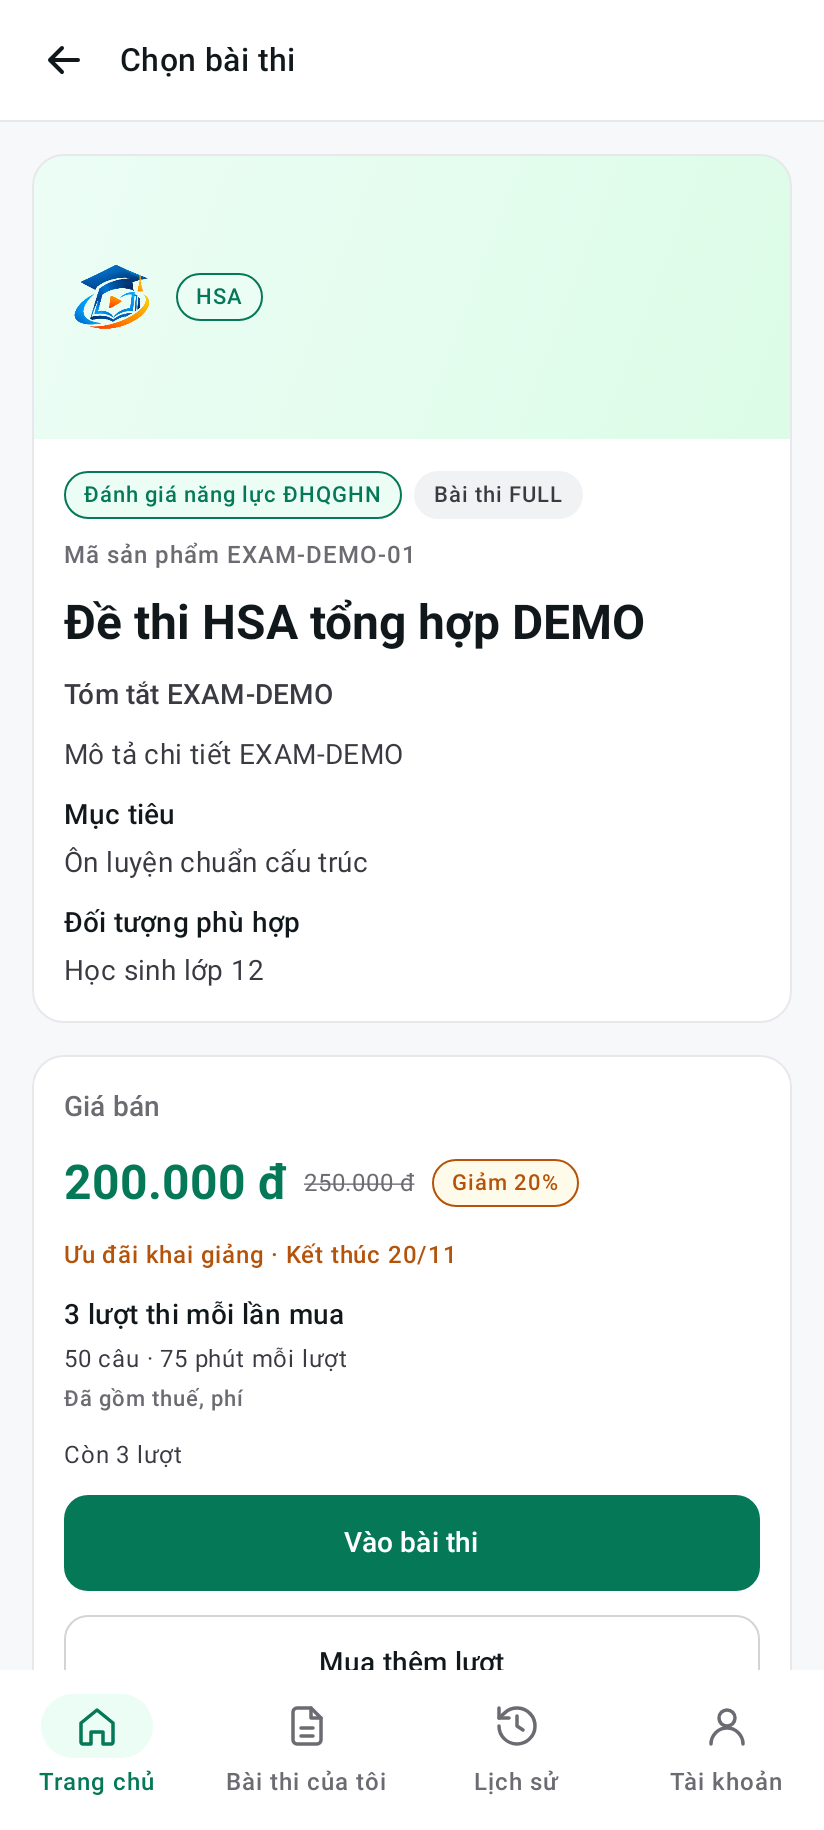 Chọn bài thi
HSA
Đánh giá năng lực ĐHQGHN
Bài thi FULL
Mã sản phẩm EXAM-DEMO-01
Đề thi HSA tổng hợp DEMO
Tóm tắt EXAM-DEMO
Mô tả chi tiết EXAM-DEMO
Mục tiêu
Ôn luyện chuẩn cấu trúc
Đối tượng phù hợp
Học sinh lớp 12
Giá bán
200.000 đ 250.000 đ Giảm 20%
Ưu đãi khai giảng · Kết thúc 20/11
3 lượt thi mỗi lần mua
50 câu · 75 phút mỗi lượt
Đã gồm thuế, phí
Còn 3 lượt
Vào bài thi
Mua thêm lượt
Trang chủ
Bài thi của tôi
Lịch sử
Tài khoản